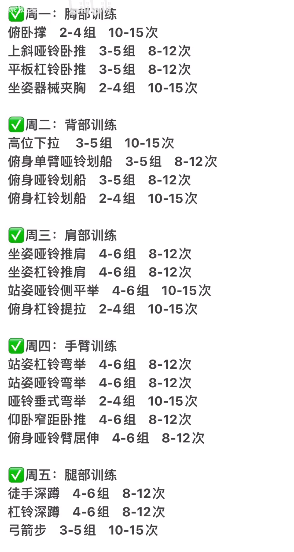 ✅周一：胸部训练
俯卧撑 2-4组 10-15次
上斜哑铃卧推 3-5组 8-12次
平板杠铃卧推 3-5组 8-12次
坐姿器械夹胸 2-4组 10-15次
✅周二：背部训练
高位下拉 3-5组 10-15次
俯身单臂哑铃划船 3-5组 8-12次
俯身哑铃划船 3-5组 8-12次
俯身杠铃划船 2-4组 10-15次
✅周三：肩部训练
坐姿哑铃推肩 4-6组 8-12次
坐姿杠铃推肩 4-6组 8-12次
站姿哑铃侧平举 4-6组 10-15次
俯身杠铃提拉 2-4组 10-15次
✅周四：手臂训练
站姿杠铃弯举 4-6组 8-12次
站姿哑铃弯举 4-6组 8-12次
哑铃垂式弯举 2-4组 10-15次
仰卧窄距卧推 4-6组 8-12次
俯身哑铃臂屈伸 4-6组 8-12次
✅周五：腿部训练
徒手深蹲 4-6组 8-12次
杠铃深蹲 4-6组 8-12次
弓箭步 3-5组 10-15次